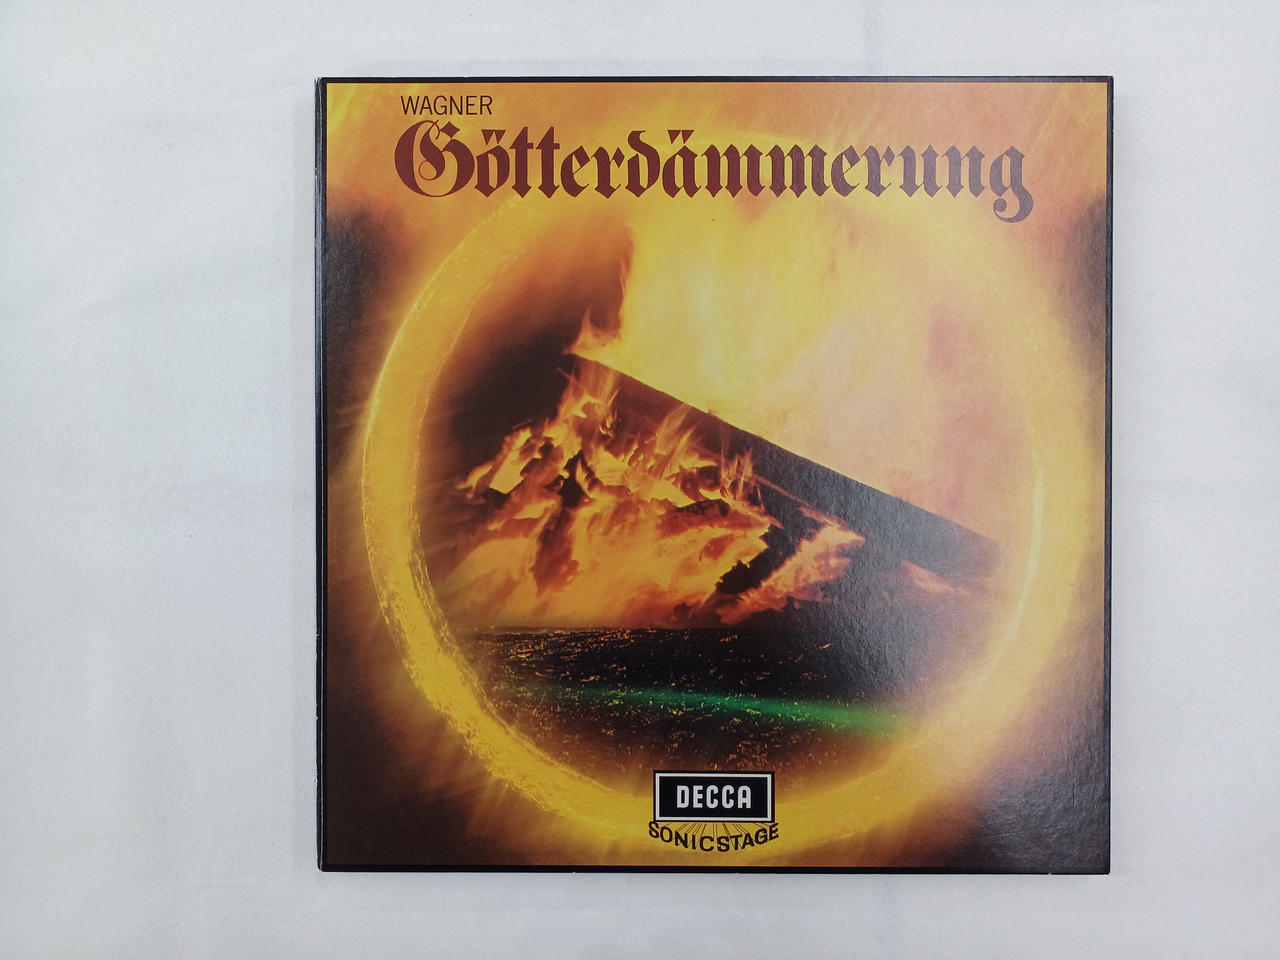 WAGNER
Götterdämmerung
DECCA
SONICSTAGE